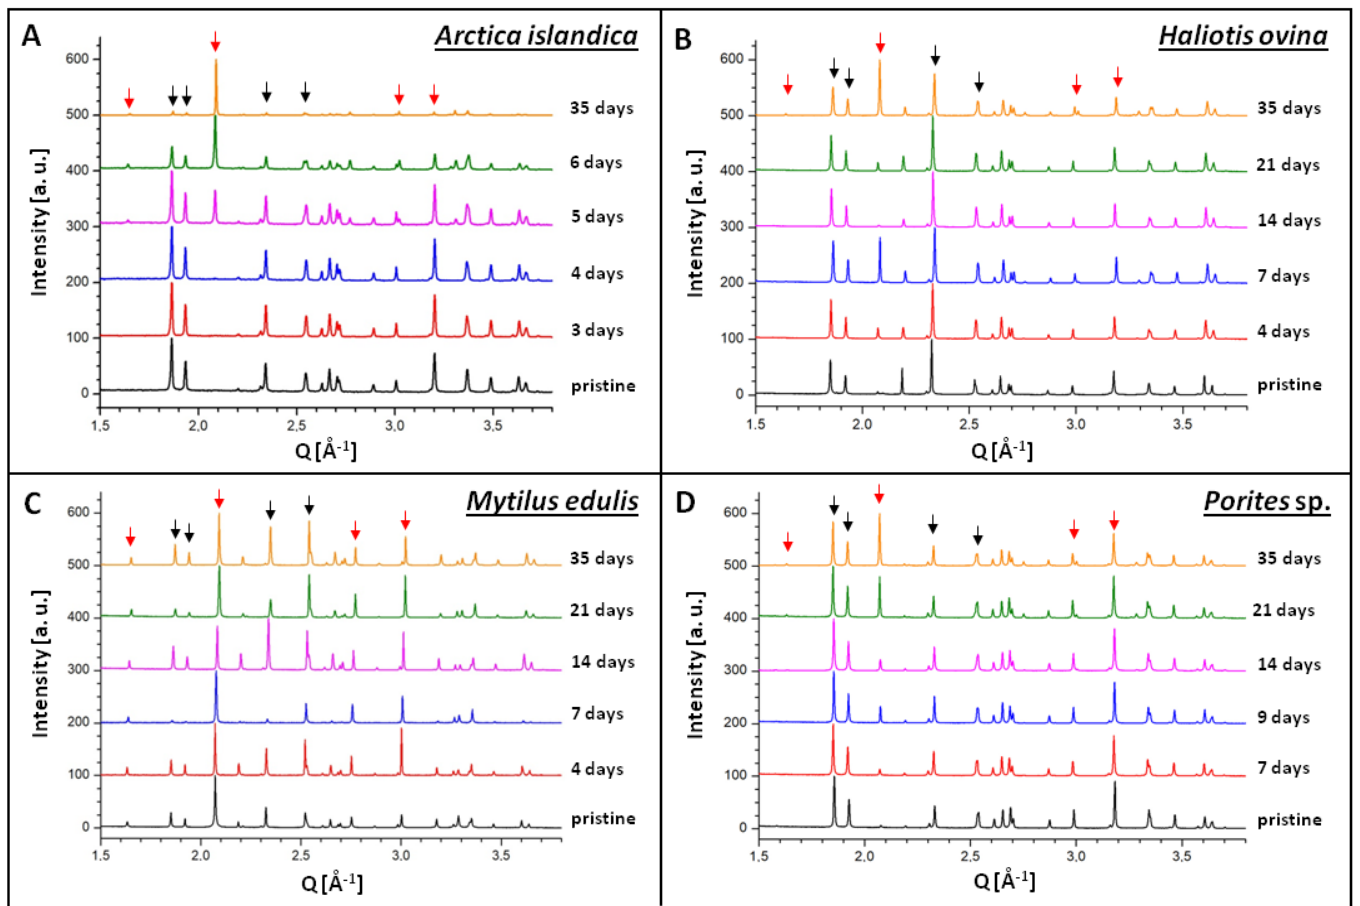 A
Arctica islandica
600
500
400
300
200
100
0
35 days
6 days
5 days
4 days
3 days
pristine
Intensity [a. u.]
1.5
2.0
2,5
3.0
3,5
Q [Å-1]
B
Haliotis ovina
600
500
400
300
200
100
0
35 days
21 days
14 days
7 days
4 days
pristine
Intensity [a. u.]
1.5
2.0
2.5
3.0
3.5
Q [Å-1]
C
Mytilus edulis
600
500
400
300
200
100
0
35 days
21 days
14 days
7 days
4 days
pristine
Intensity [a. u.]
1.5
2.0
2.5
3.0
3.5
Q [Å-1]
D
Porites sp.
600
500
400
300
200
100
0
35 days
21 days
14 days
9 days
7 days
pristine
Intensity [a. u.]
1.5
2.0
2.5
3.0
3.5
Q [Å-1]